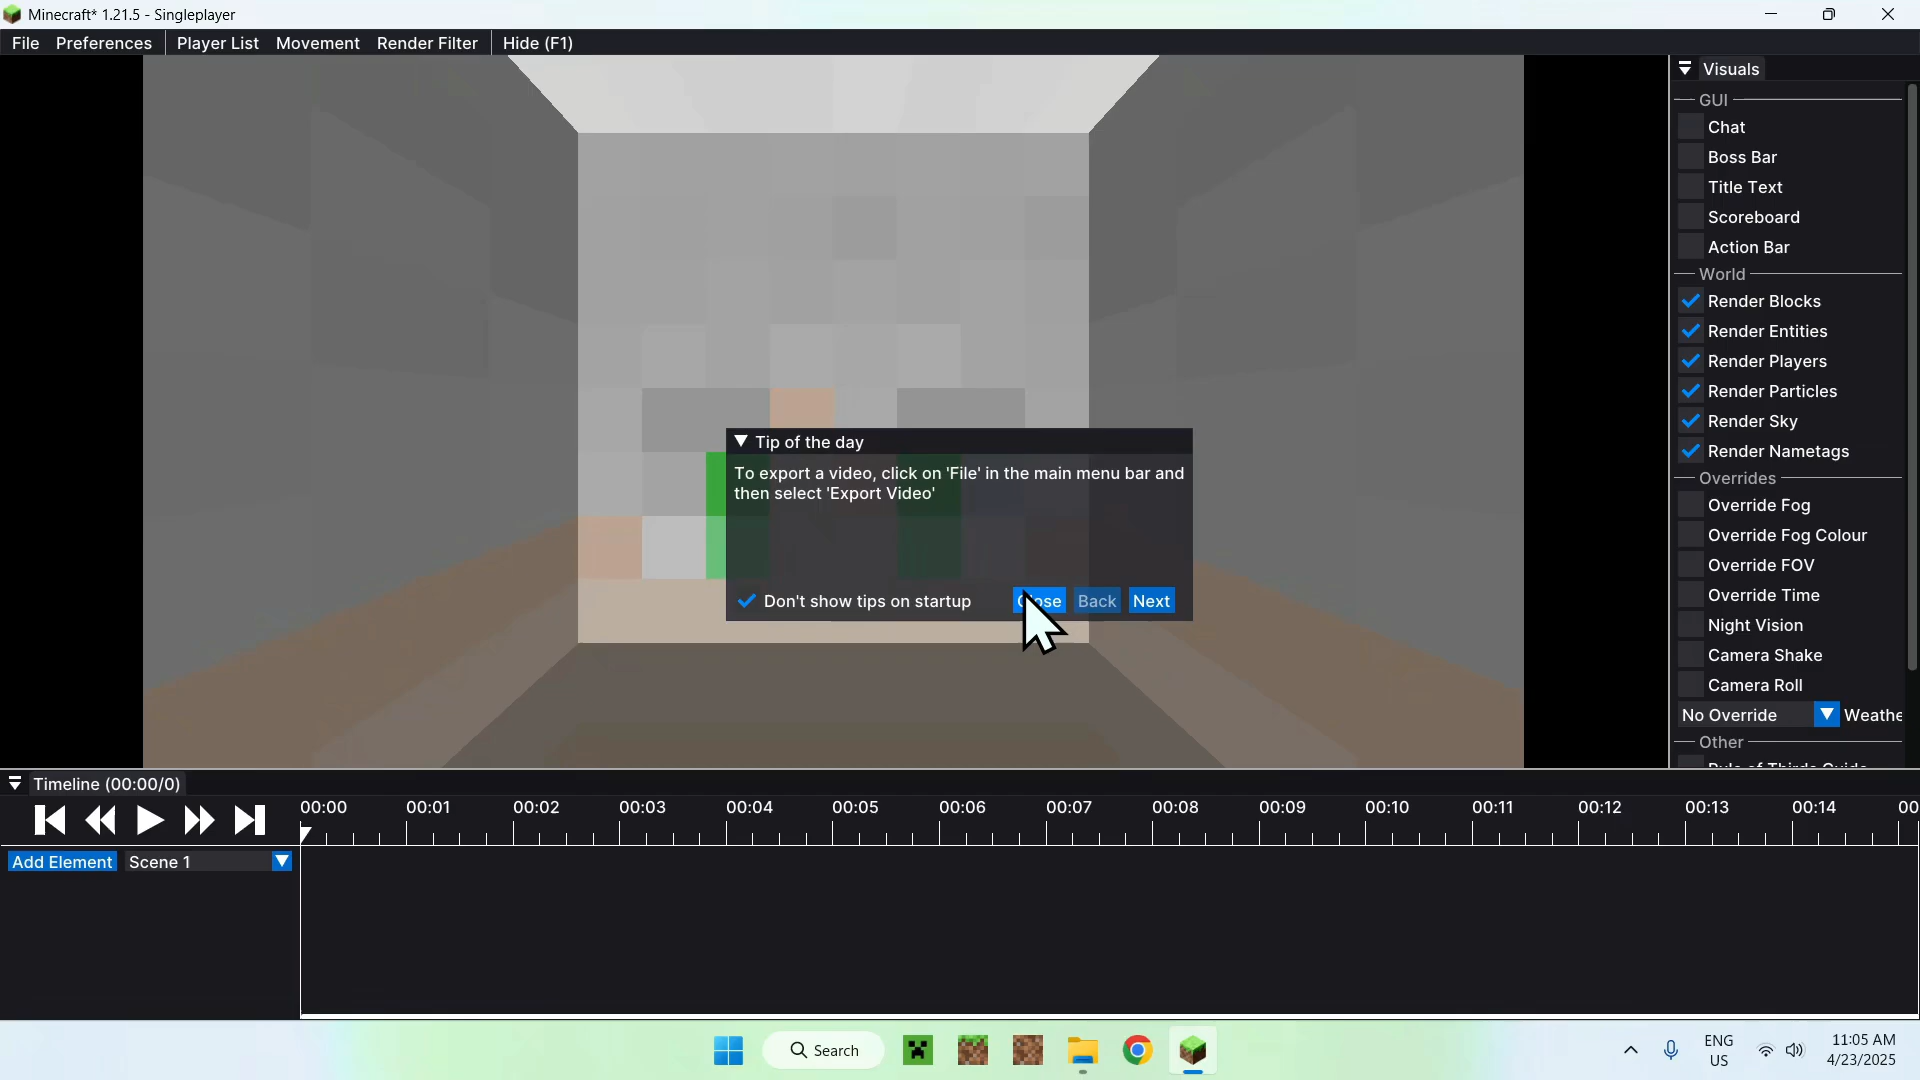 Minecraft* 1.21.5 - Singleplayer
File Preferences Player List Movement Render Filter Hide (F1)
Visuals
GUI
Chat
Boss Bar
Title Text
Scoreboard
Action Bar
World
Render Blocks
Render Entities
Render Players
Render Particles
Render Sky
Render Nametags
Overrides
Override Fog
Override Fog Colour
Override FOV
Override Time
Night Vision
Camera Shake
Camera Roll
No Override Weathe
Other
Tip of the day
To export a video, click on 'File' in the main menu bar and
then select 'Export Video'
Don't show tips on startup Close Back Next
Timeline (00:00/0)
00:00 00:01 00:02 00:03 00:04 00:05 00:06 00:07 00:08 00:09 00:10 00:11 00:12 00:13 00:14 00
Add Element Scene 1
Search
ENG
US
11:05 AM
4/23/2025